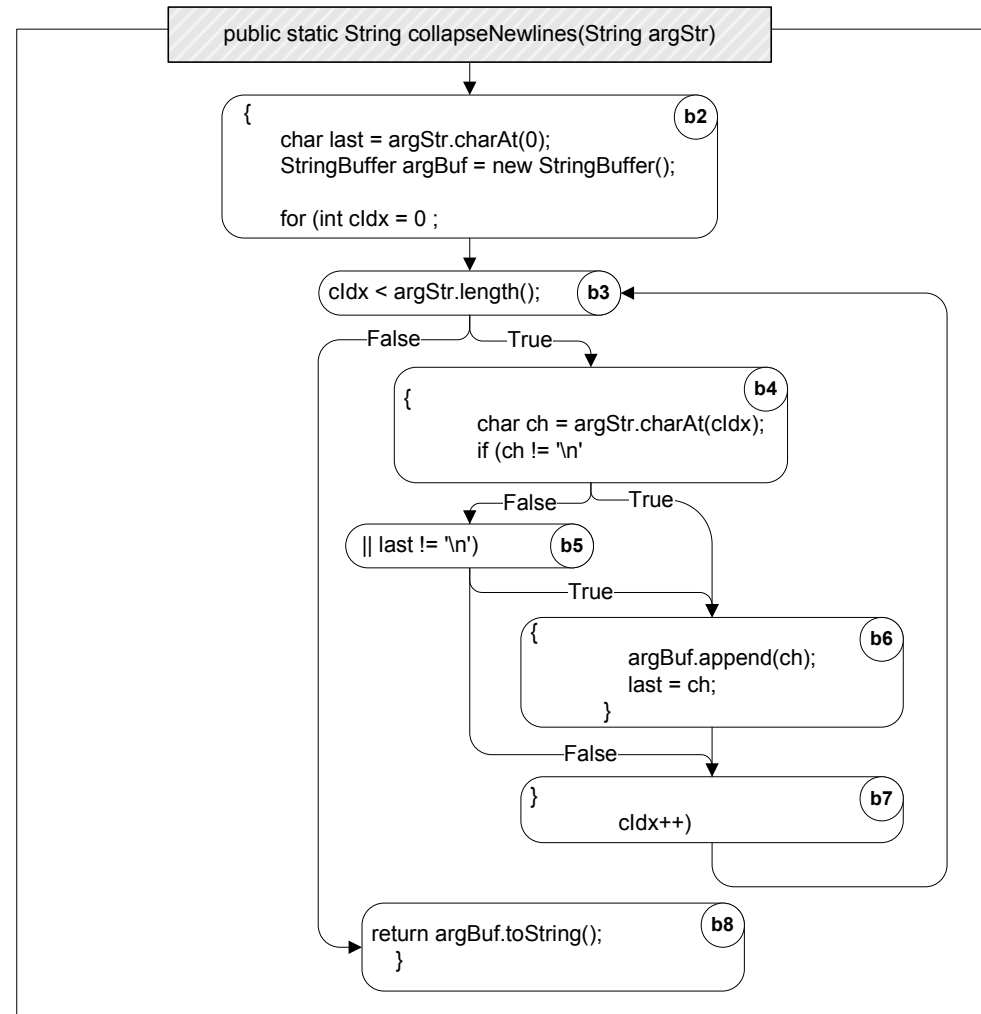 public static String collapseNewlines(String argStr)
{
b2
char last = argStr.charAt(0);
StringBuffer argBuf = new StringBuffer();
for (int cIdx = 0 ;
cIdx < argStr.length();
b3
False
True
{
b4
char ch = argStr.charAt(cIdx);
if (ch != '\n'
False
True
|| last != '\n')
b5
True
{
b6
argBuf.append(ch);
last = ch;
}
False
}
b7
cIdx++)
b8
return argBuf.toString();
}